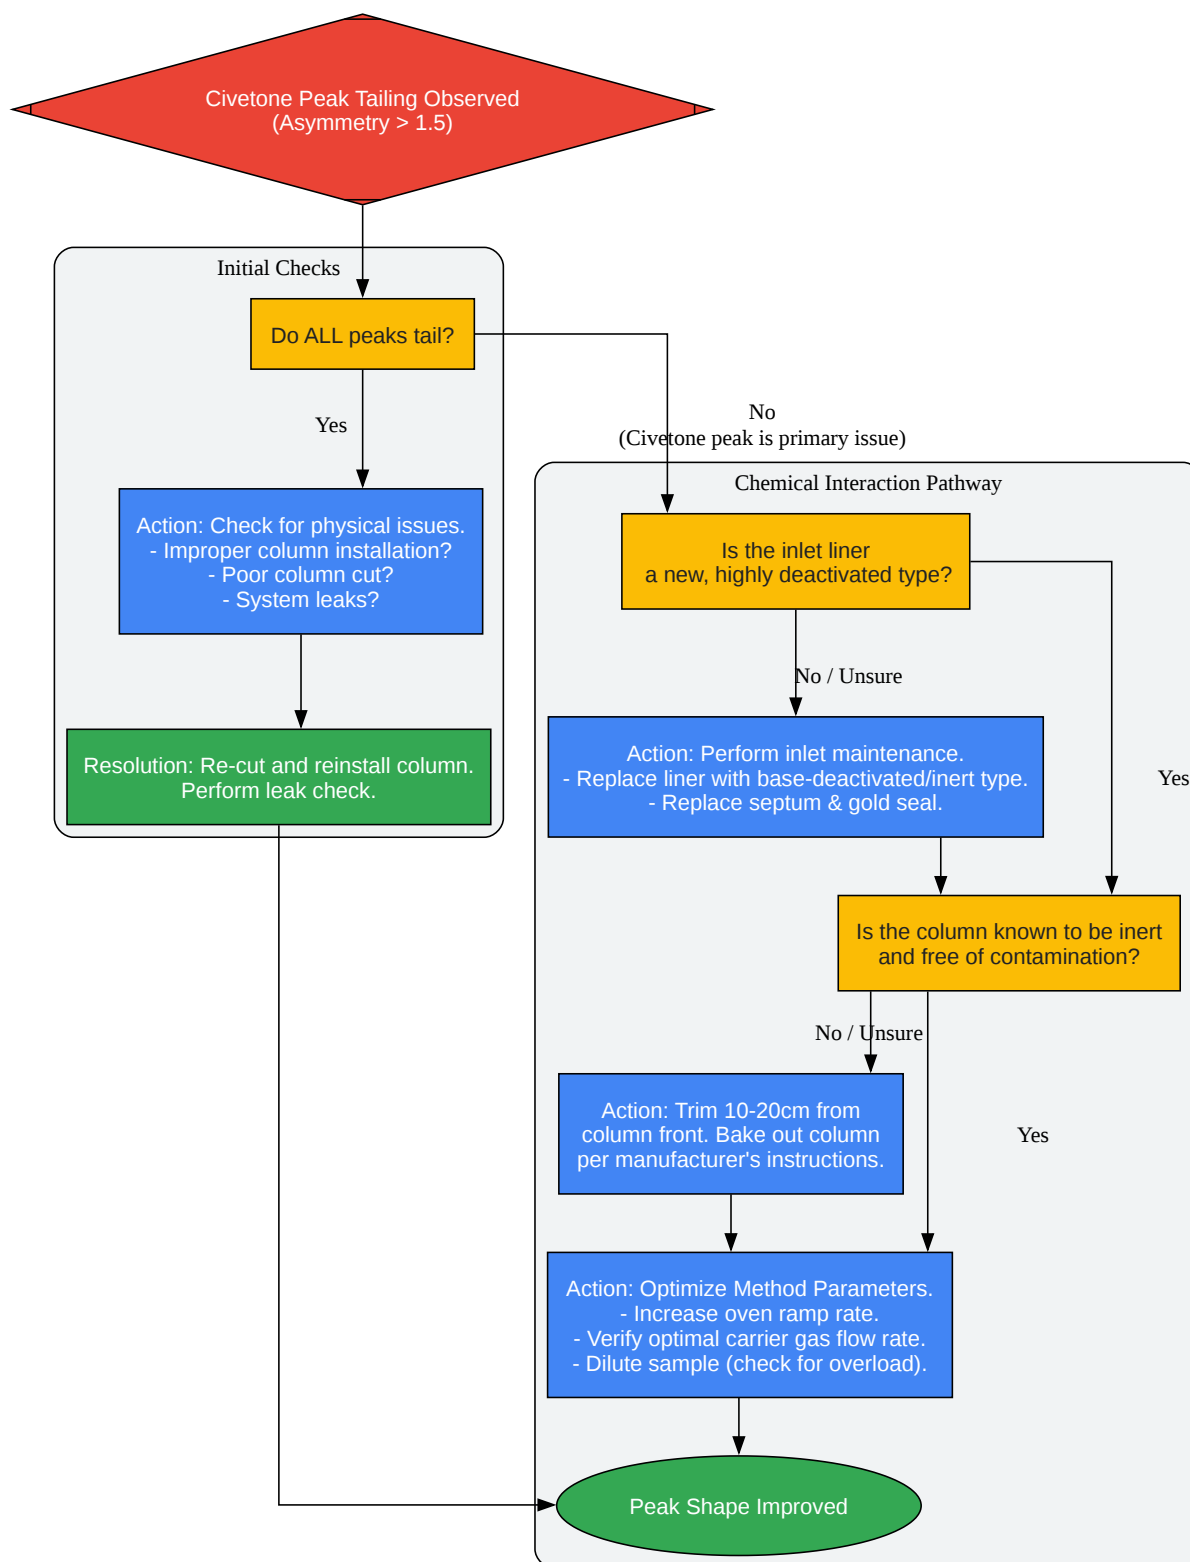 Civetone Peak Tailing Observed
(Asymmetry > 1.5)
Initial Checks
Do ALL peaks tail?
Yes
No
(Civetone peak is primary issue)
Action: Check for physical issues.
- Improper column installation?
- Poor column cut?
- System leaks?
Resolution: Re-cut and reinstall column.
Perform leak check.
Chemical Interaction Pathway
Is the inlet liner
a new, highly deactivated type?
No / Unsure
Yes
Action: Perform inlet maintenance.
- Replace liner with base-deactivated/inert type.
- Replace septum & gold seal.
Is the column known to be inert
and free of contamination?
No / Unsure
Yes
Action: Trim 10-20cm from
column front. Bake out column
per manufacturer's instructions.
Action: Optimize Method Parameters.
- Increase oven ramp rate.
- Verify optimal carrier gas flow rate.
- Dilute sample (check for overload).
Peak Shape Improved